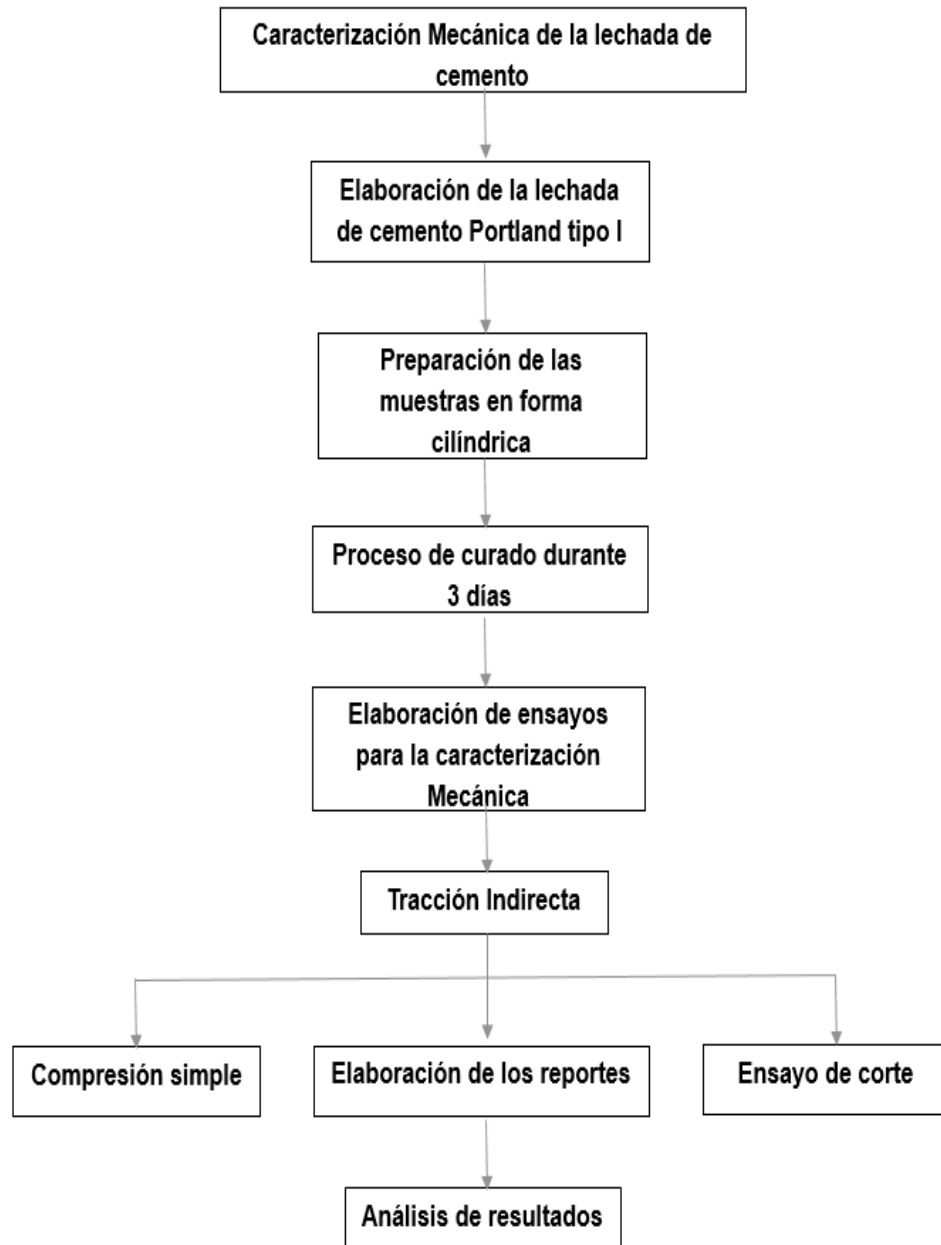 Caracterización Mecánica de la lechada de
cemento
Elaboración de la lechada
de cemento Portland tipo I
Preparación de las
muestras en forma
cilíndrica
Proceso de curado durante
3 días
Elaboración de ensayos
para la caracterización
Mecánica
Tracción Indirecta
Compresión simple
Elaboración de los reportes
Ensayo de corte
Análisis de resultados